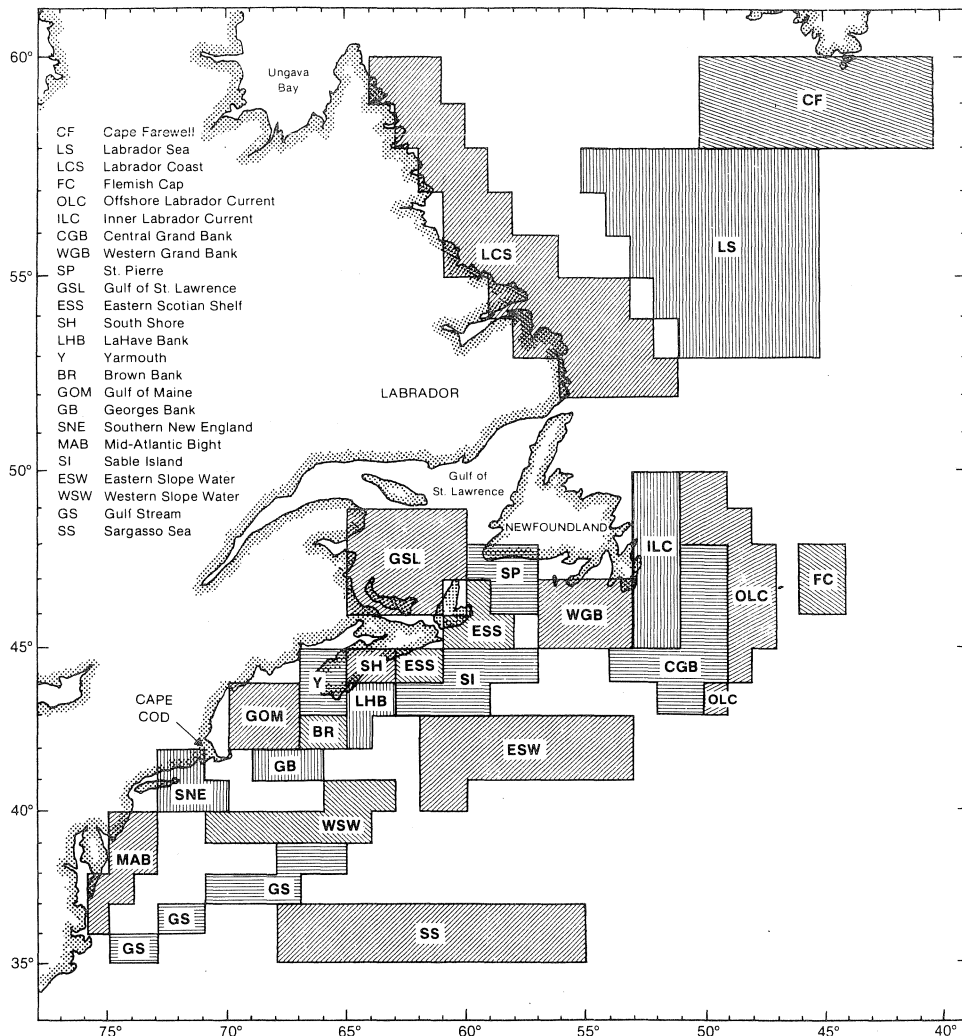 60°
Ungava
Bay
CF
CF Cape Farewell
LS Labrador Sea
LCS Labrador Coast
FC Flemish Cap
OLC Offshore Labrador Current
ILC Inner Labrador Current
CGB Central Grand Bank
WGB Western Grand Bank
SP St. Pierre
GSL Gulf of St. Lawrence
ESS Eastern Scotian Shelf
SH South Shore
LHB LaHave Bank
Y Yarmouth
BR Brown Bank
GOM Gulf of Maine
GB Georges Bank
SNE Southern New England
MAB Mid-Atlantic Bight
SI Sable Island
ESW Eastern Slope Water
WSW Western Slope Water
GS Gulf Stream
SS Sargasso Sea
LS
LCS
55°
LABRADOR
50°
Gulf of
St. Lawrence
NEWFOUNDLAND
GSL
SP
ILC
FC
OLC
WGB
ESS
45°
SH
ESS
CGB
Y
SI
CAPE
COD
LHB
OLC
GOM
BR
ESW
GB
SNE
40°
WSW
MAB
GS
GS
SS
GS
35°
75° 70° 65° 60° 55° 50° 45° 40°